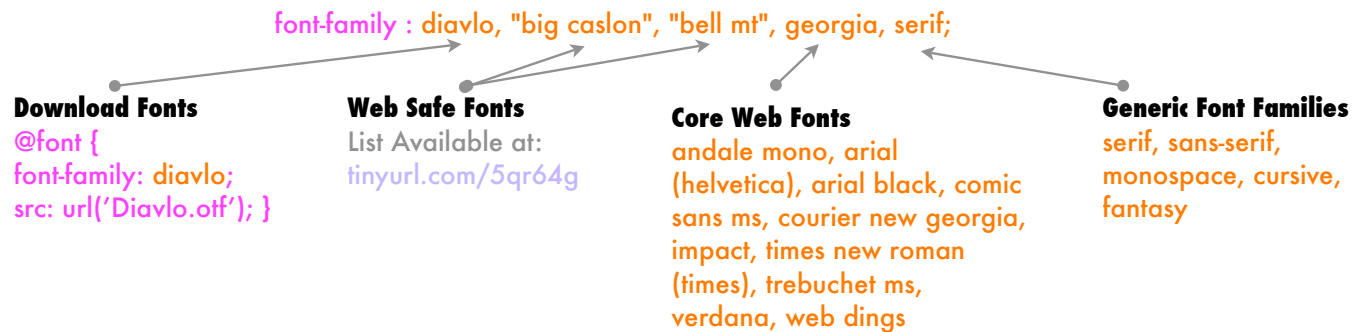 font-family : diavlo, "big caslon", "bell mt", georgia, serif;
Download Fonts
@font {
font-family: diavlo;
src: url(‘Diavlo.otf’); }
Web Safe Fonts
List Available at:
tinyurl.com/5qr64g
Core Web Fonts
andale mono, arial
(helvetica), arial black, comic
sans ms, courier new georgia,
impact, times new roman
(times), trebuchet ms,
verdana, web dings
Generic Font Families
serif, sans-serif,
monospace, cursive,
fantasy